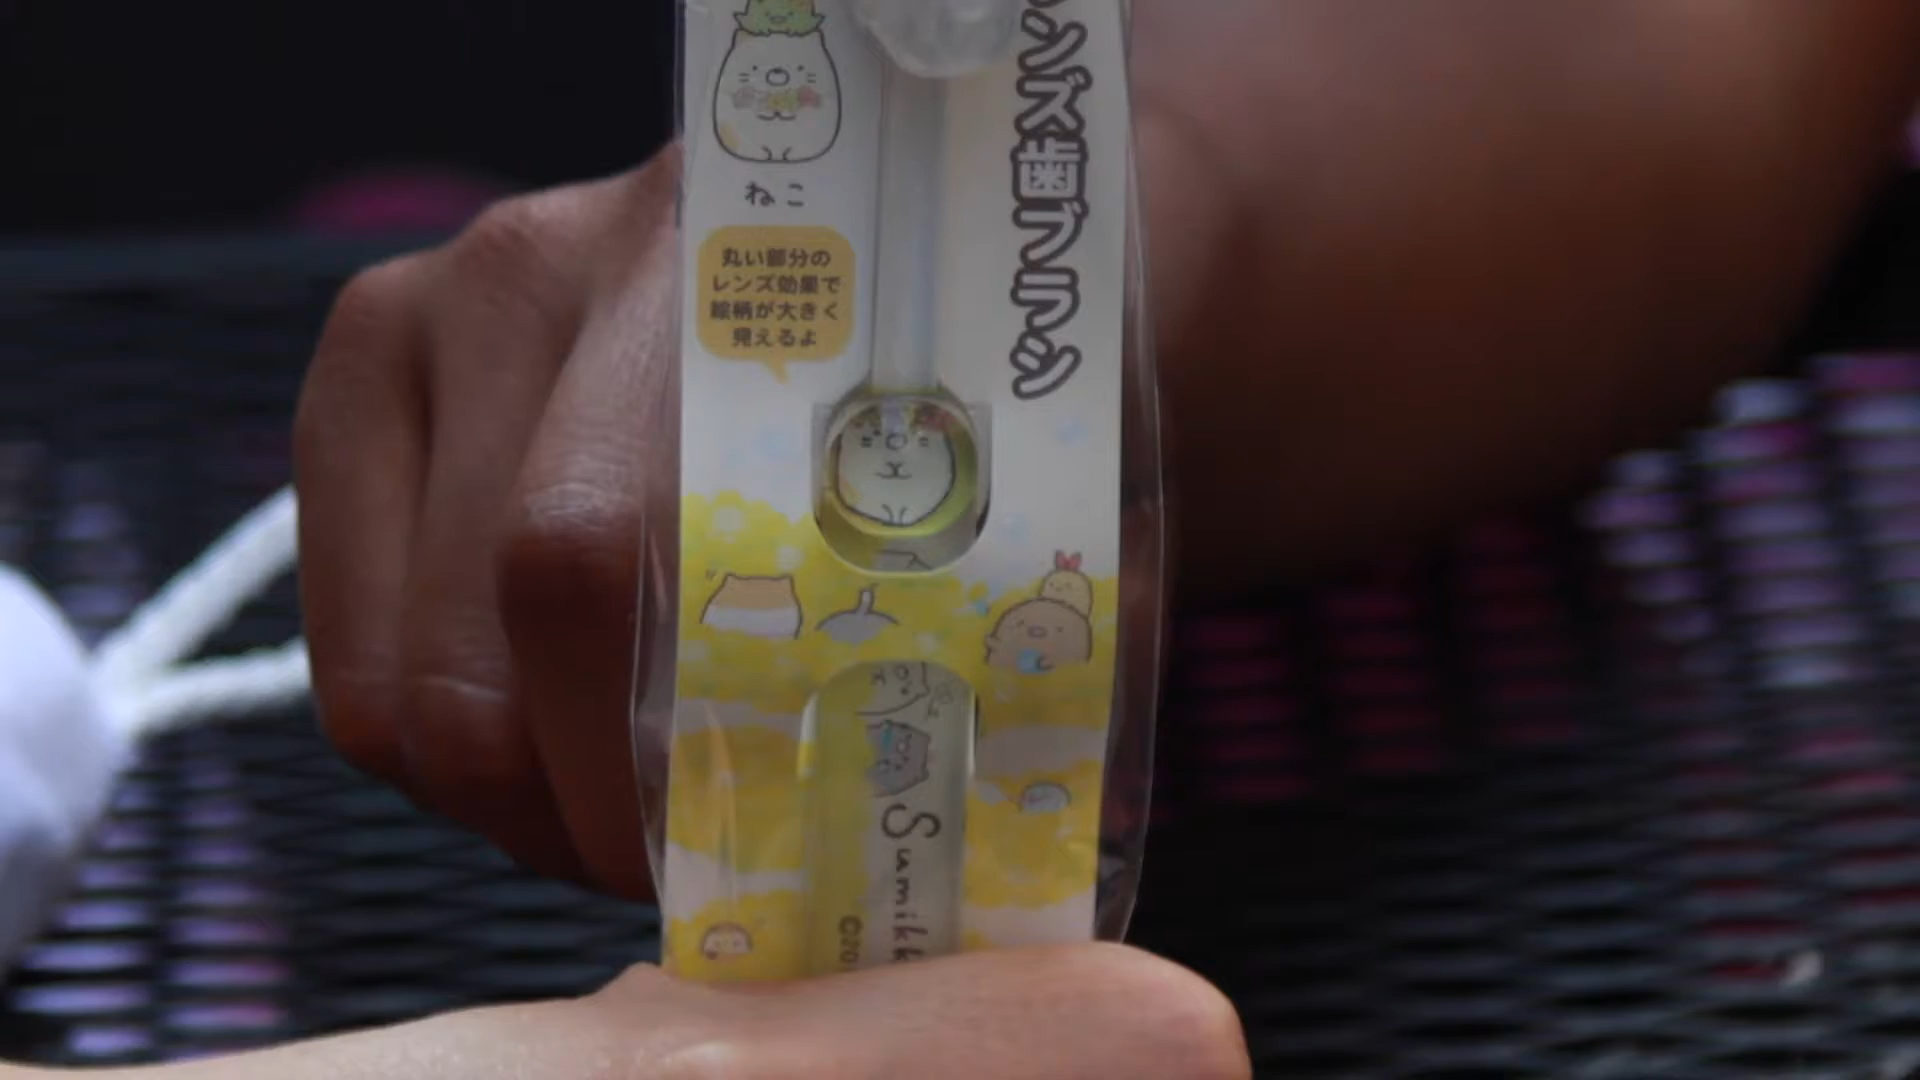 ンズ歯ブラシ
ねこ
丸い部分の
レンズ効果で
絵柄が大きく
見えるよ
Sumikk
©20